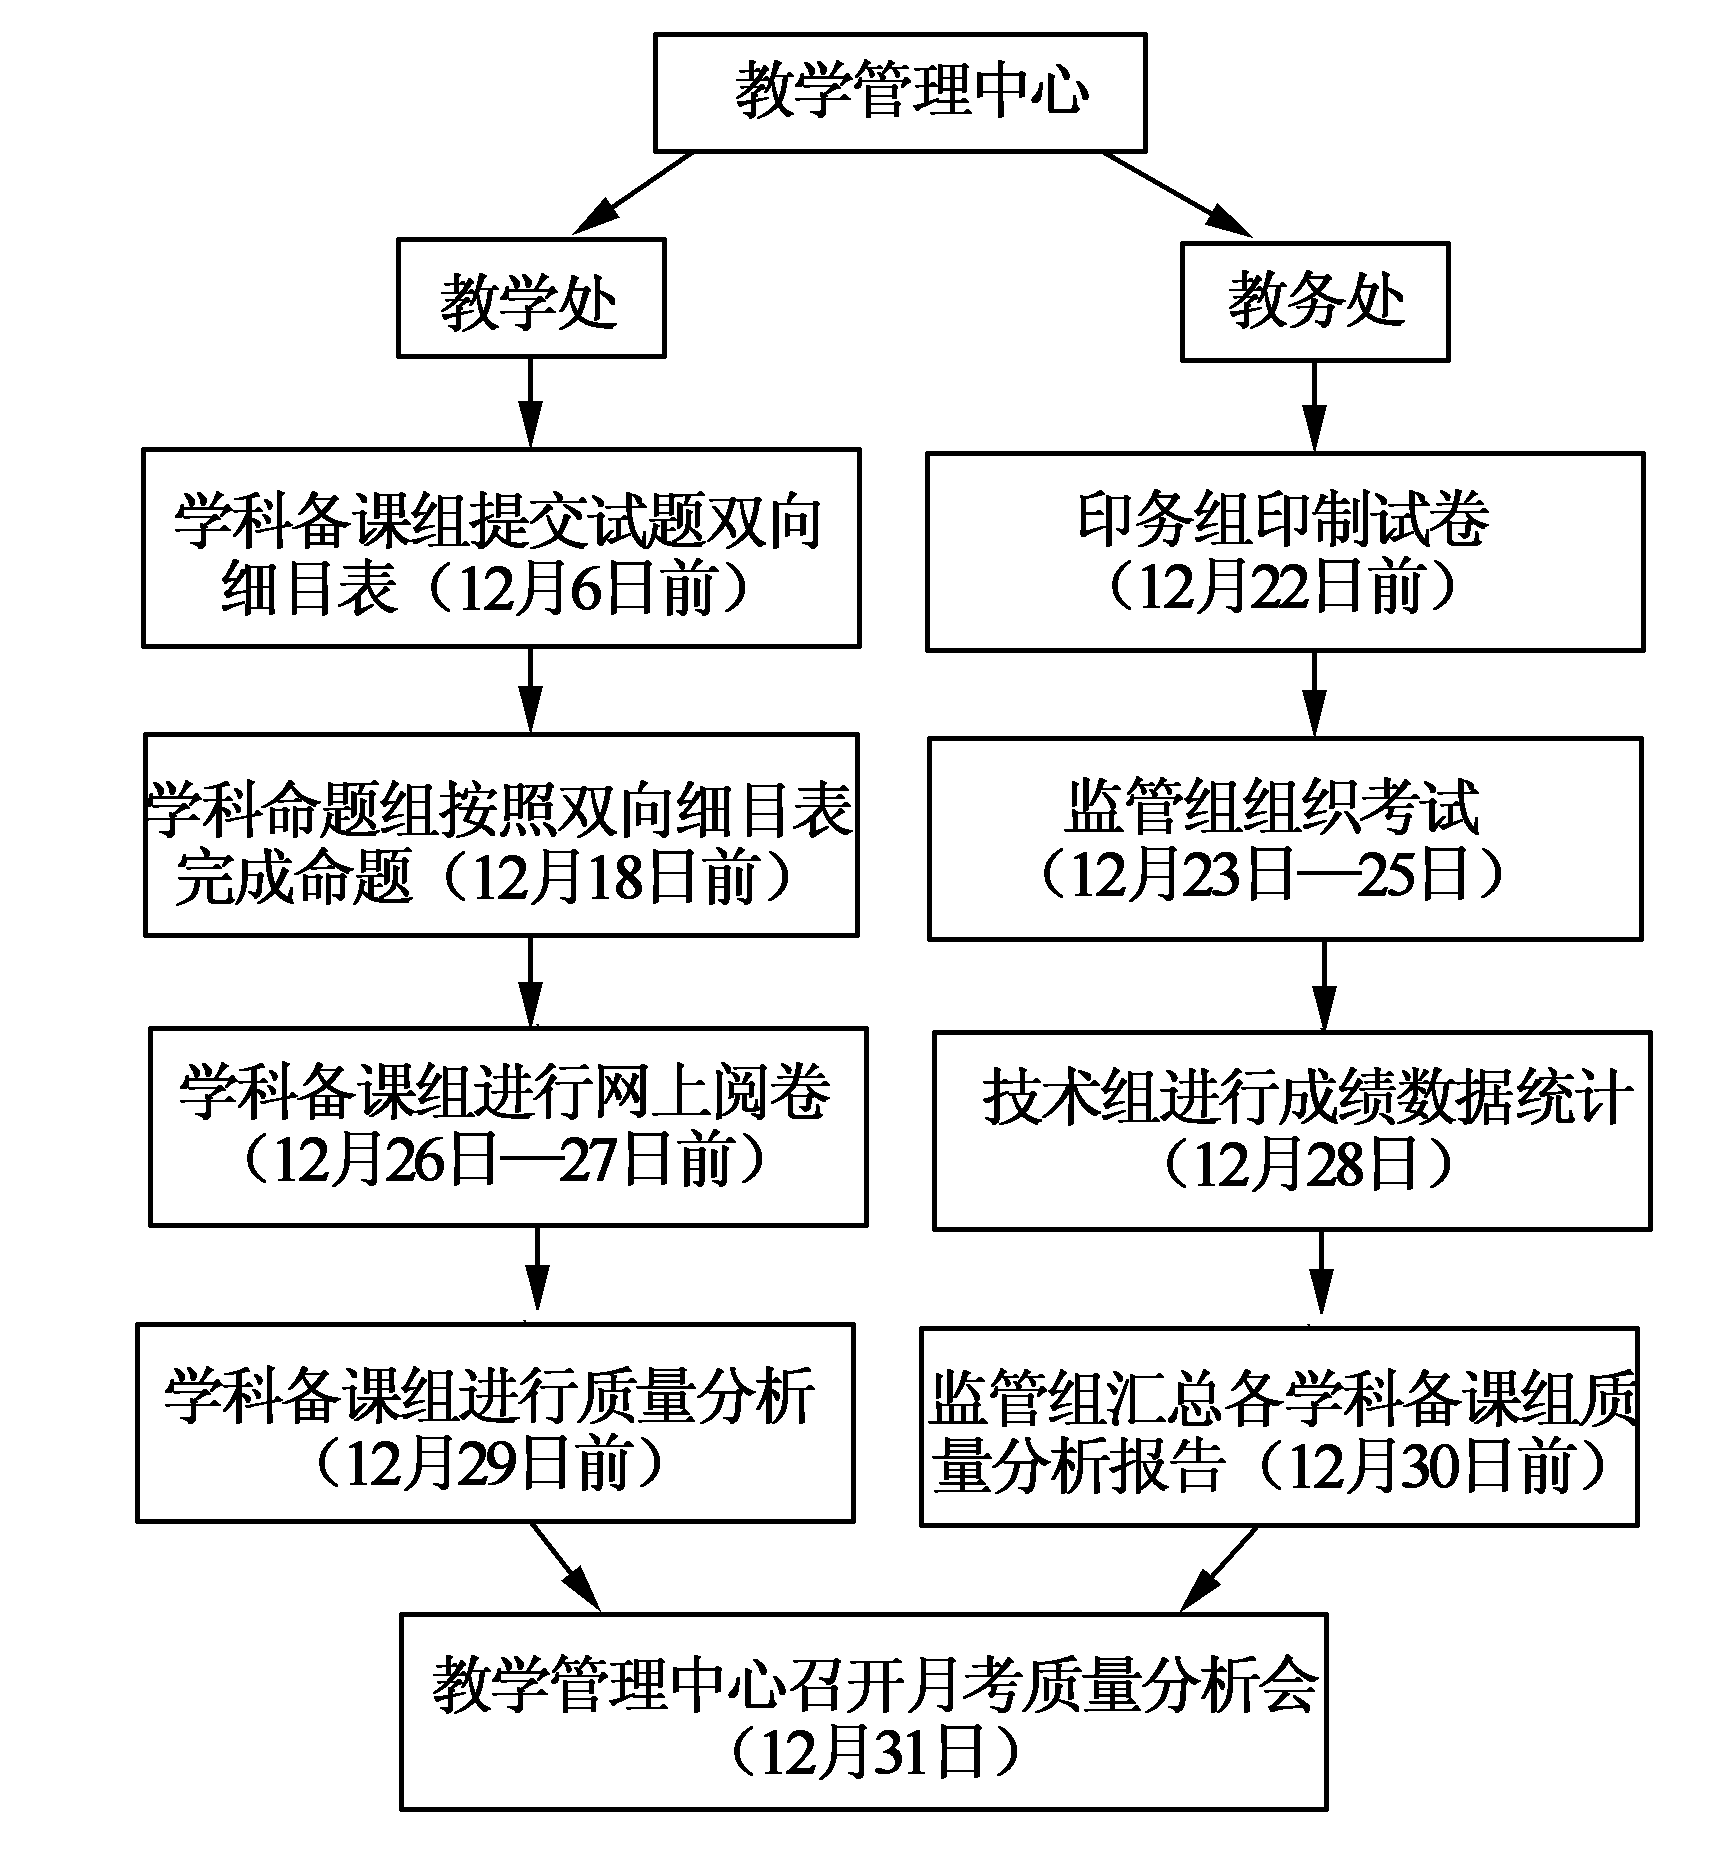 教学管理中心
教学处
教务处
学科备课组提交试题双向
细目表（12月6日前）
印务组印制试卷
（12月22日前）
学科命题组按照双向细目表
完成命题（12月18日前）
监管组组织考试
（12月23日—25日）
学科备课组进行网上阅卷
（12月26日—27日前）
技术组进行成绩数据统计
（12月28日）
学科备课组进行质量分析
（12月29日前）
监管组汇总各学科备课组质
量分析报告（12月30日前）
教学管理中心召开月考质量分析会
（12月31日）